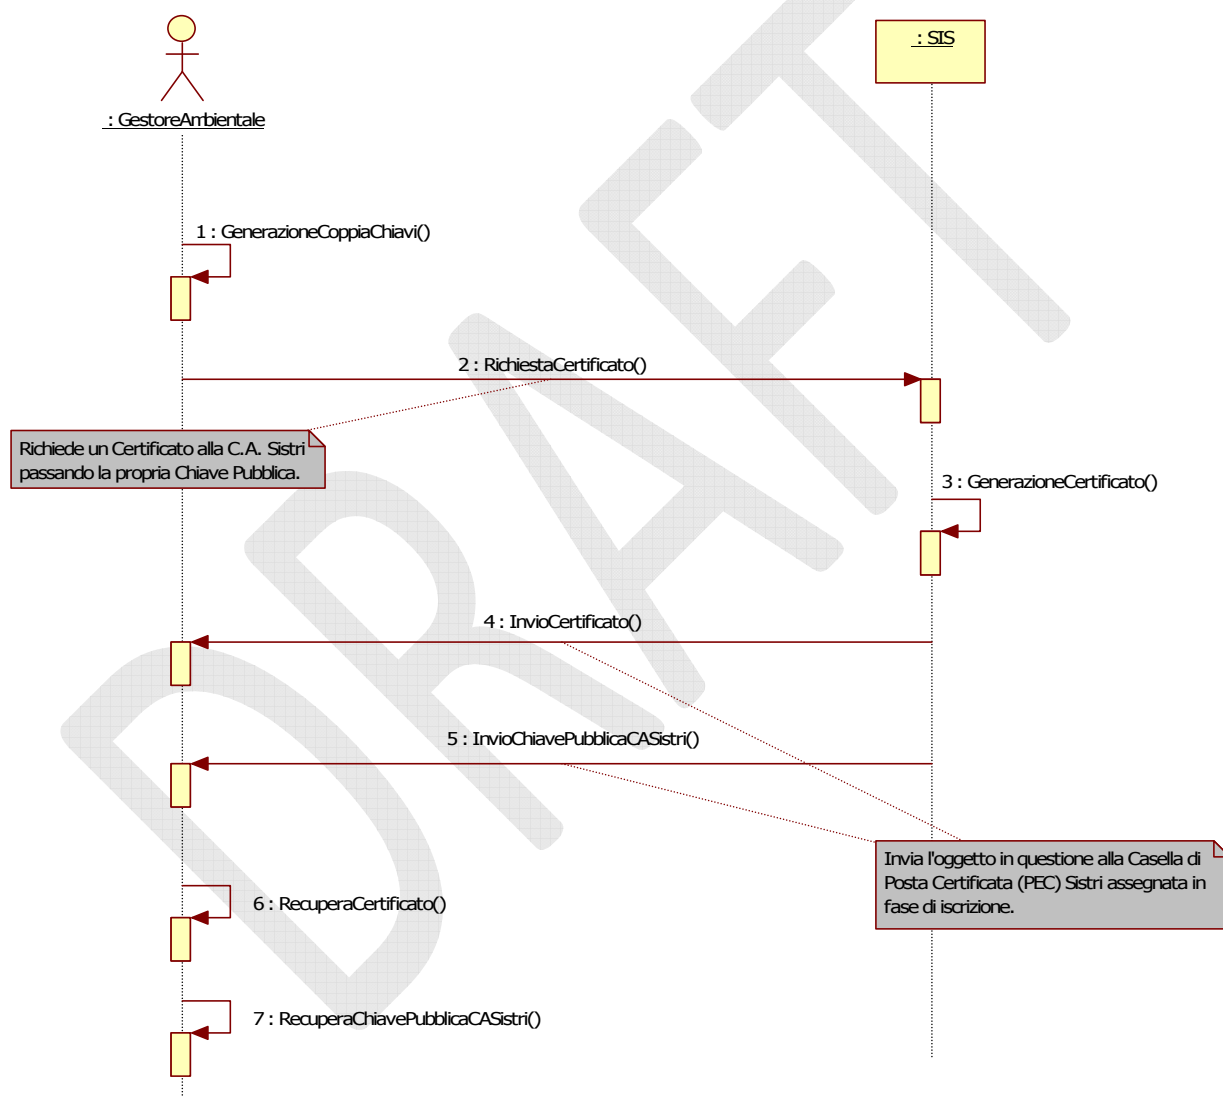 : SIS
: GestoreAmbientale
1 : GenerazioneCoppiaChiavi()
2 : RichiestaCertificato()
Richiede un Certificato alla C.A. Sistri
passando la propria Chiave Pubblica.
3 : GenerazioneCertificato()
4 : InvioCertificato()
5 : InvioChiavePubblicaCASistri()
Invia l'oggetto in questione alla Casella di
Posta Certificata (PEC) Sistri assegnata in
fase di iscrizione.
6 : RecuperaCertificato()
7 : RecuperaChiavePubblicaCASistri()
DRAFT